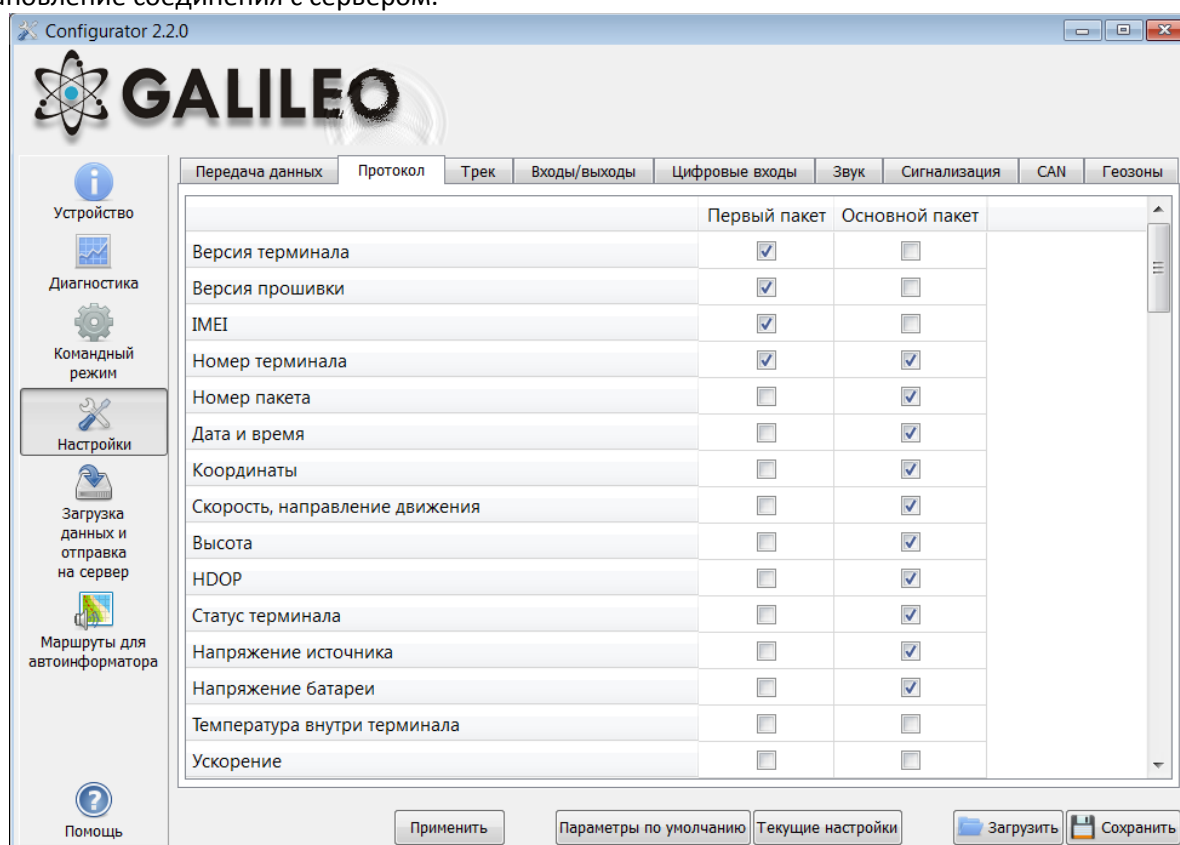 ановление соединения с сервером.
Configurator 2.2.0
GALILEO
Передача данных Протокол Трек Входы/выходы Цифровые входы Звук Сигнализация CAN Геозоны
Устройство
Диагностика
Командный
режим
Настройки
Загрузка
данных и
отправка
на сервер
Маршруты для
автоинформатора
Помощь
Первый пакет Основной пакет
Версия терминала
Версия прошивки
IMEI
Номер терминала
Номер пакета
Дата и время
Координаты
Скорость, направление движения
Высота
HDOP
Статус терминала
Напряжение источника
Напряжение батареи
Температура внутри терминала
Ускорение
Применить Параметры по умолчанию Текущие настройки Загрузить Сохранить